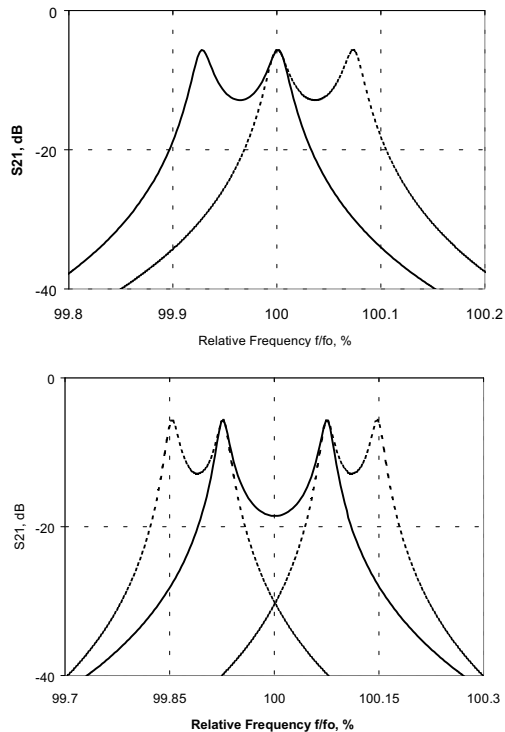 0
-20
-40
S21, dB
99.8 99.9 100 100.1 100.2
Relative Frequency f/fo, %
0
-20
-40
S21, dB
99.7 99.85 100 100.15 100.3
Relative Frequency f/fo, %